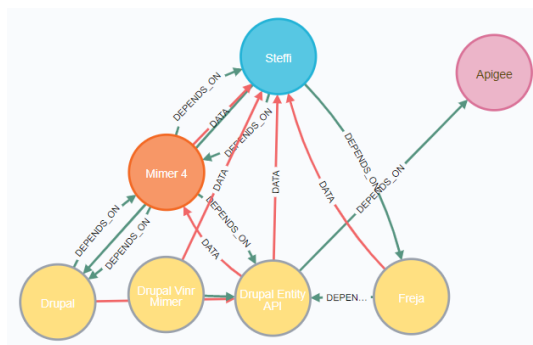 Steffi
Apigee
DEPENDS_ON
DATA
DEPENDS_ON
DEPENDS_ON
Mimer 4
DEPENDS_ON
DATA
DATA
DATA
DEPENDS_ON
DEPENDS_ON
DEPENDS_ON
DEPENDS_ON
DATA
Drupal
Drupal Vinr
Mimer
Drupal Entity
API
DEPEN...
Freja